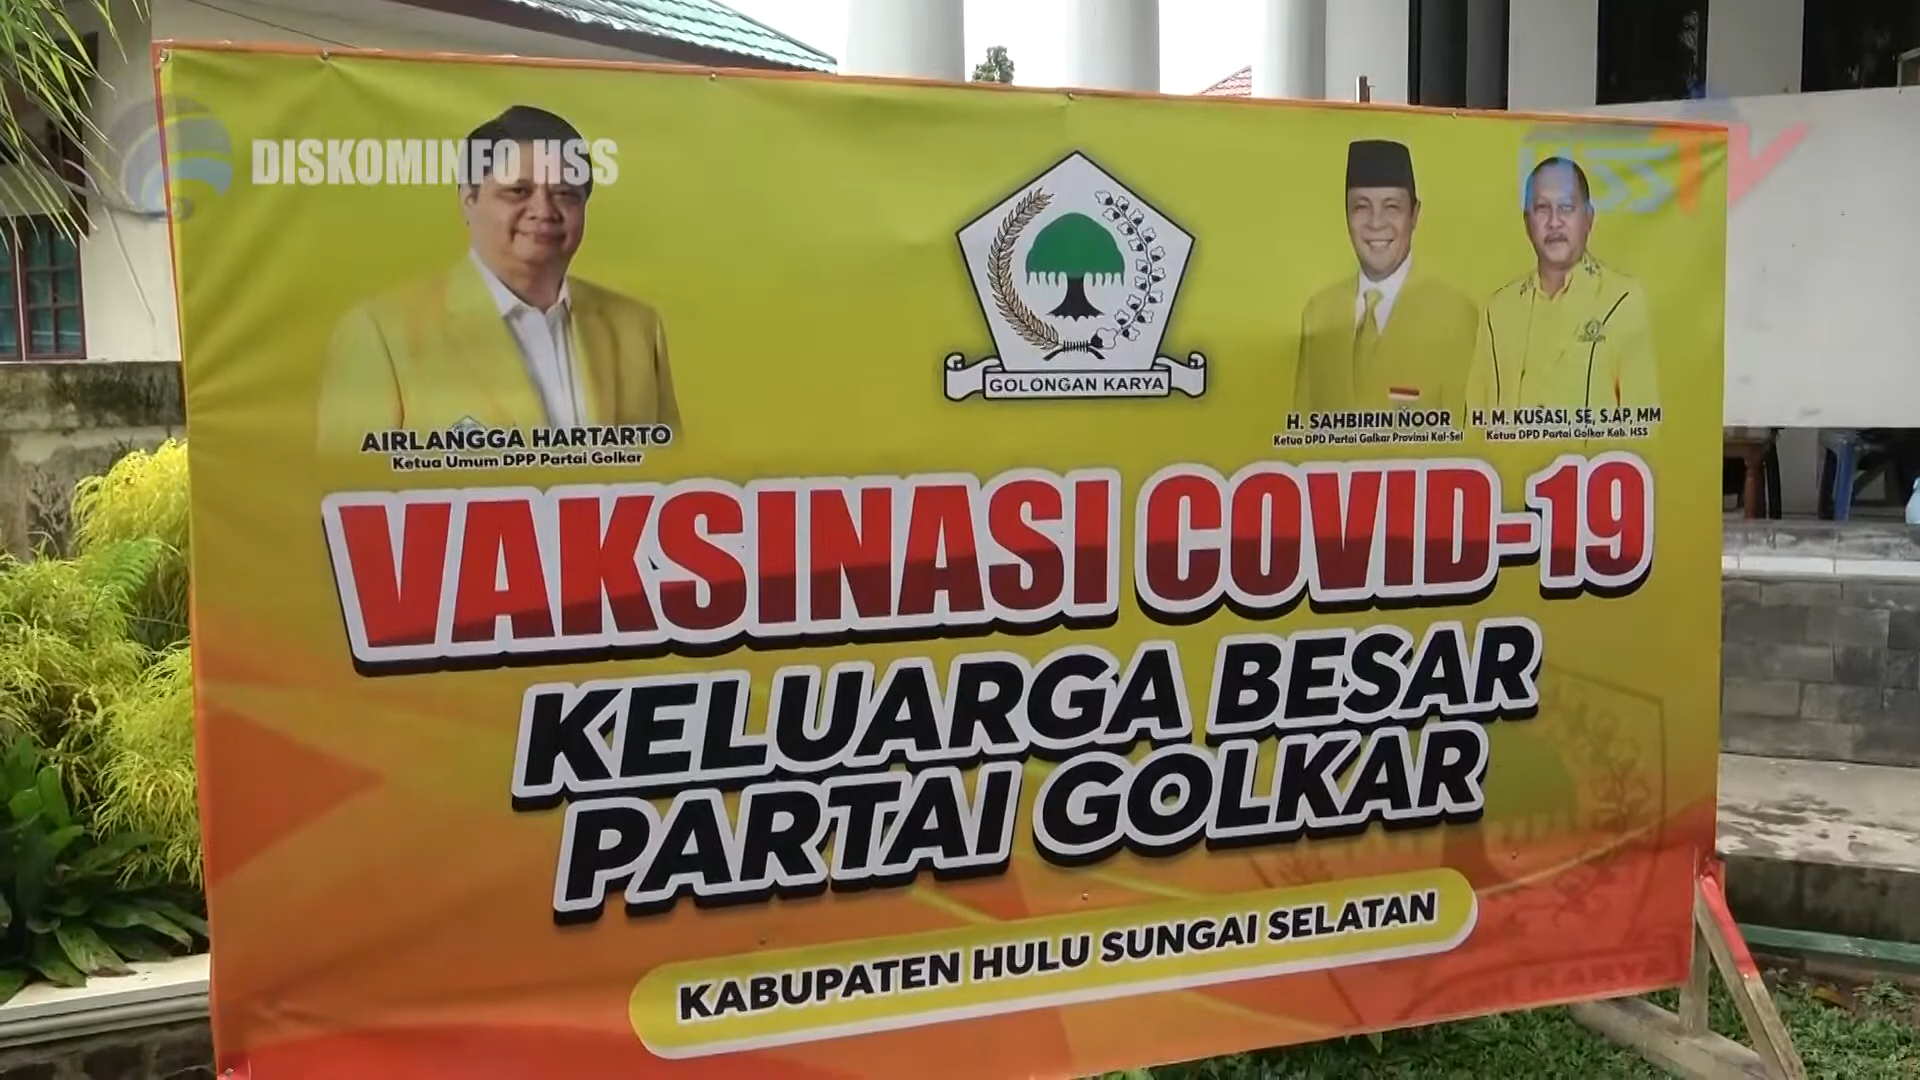 DISKOMINFO HSS
HSSTV
GOLONGAN KARYA
AIRLANGGA HARTARTO
Ketua Umum DPP Partai Golkar
H. SAHBIRIN NOOR
Ketua DPD Partai Golkar Provinsi Kal-Sel
H. M. KUSASI, SE, S.AP, MM
Ketua DPD Partai Golkar Kab. HSS
VAKSINASI COVID-19
KELUARGA BESAR
PARTAI GOLKAR
KABUPATEN HULU SUNGAI SELATAN